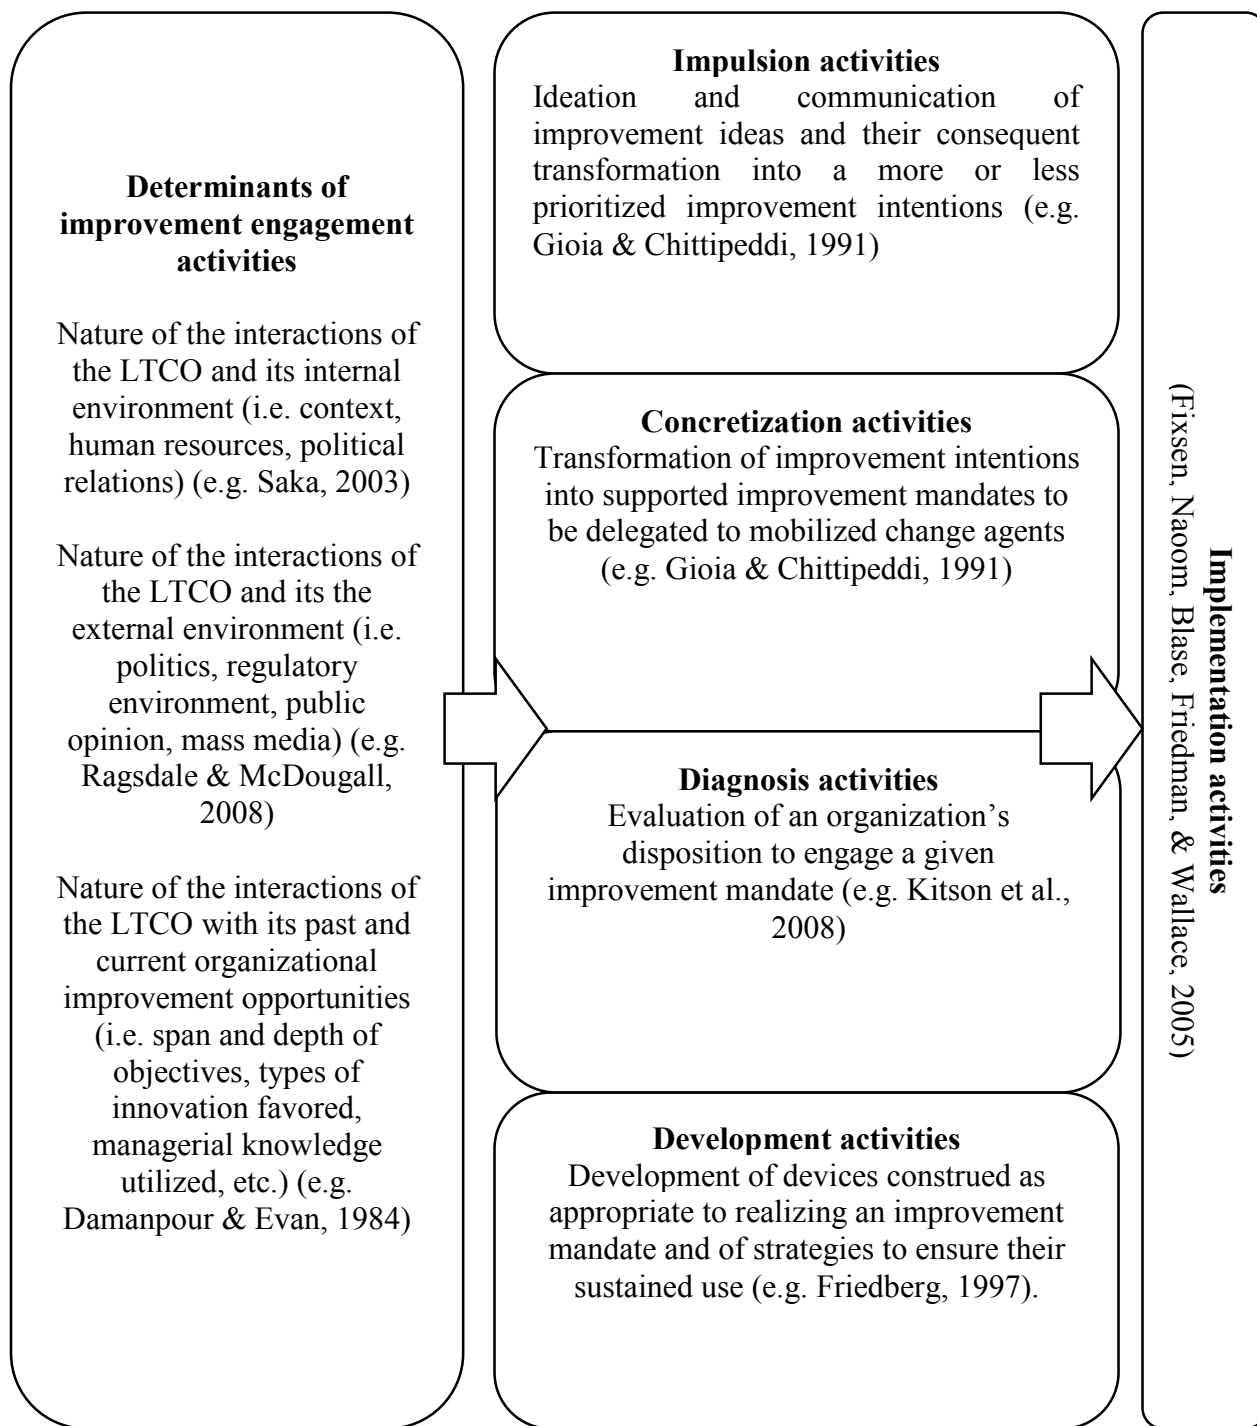 Determinants of
improvement engagement
activities
Nature of the interactions of
the LTCO and its internal
environment (i.e. context,
human resources, political
relations) (e.g. Saka, 2003)
Nature of the interactions of
the LTCO and its the
external environment (i.e.
politics, regulatory
environment, public
opinion, mass media) (e.g.
Ragsdale & McDougall,
2008)
Nature of the interactions of
the LTCO with its past and
current organizational
improvement opportunities
(i.e. span and depth of
objectives, types of
innovation favored,
managerial knowledge
utilized, etc.) (e.g.
Damanpour & Evan, 1984)
Impulsion activities
Ideation and communication of
improvement ideas and their consequent
transformation into a more or less
prioritized improvement intentions (e.g.
Gioia & Chittipeddi, 1991)
Concretization activities
Transformation of improvement intentions
into supported improvement mandates to
be delegated to mobilized change agents
(e.g. Gioia & Chittipeddi, 1991)
Diagnosis activities
Evaluation of an organization’s
disposition to engage a given
improvement mandate (e.g. Kitson et al.,
2008)
Development activities
Development of devices construed as
appropriate to realizing an improvement
mandate and of strategies to ensure their
sustained use (e.g. Friedberg, 1997).
Implementation activities
(Fixsen, Naoom, Blase, Friedman, & Wallace, 2005)